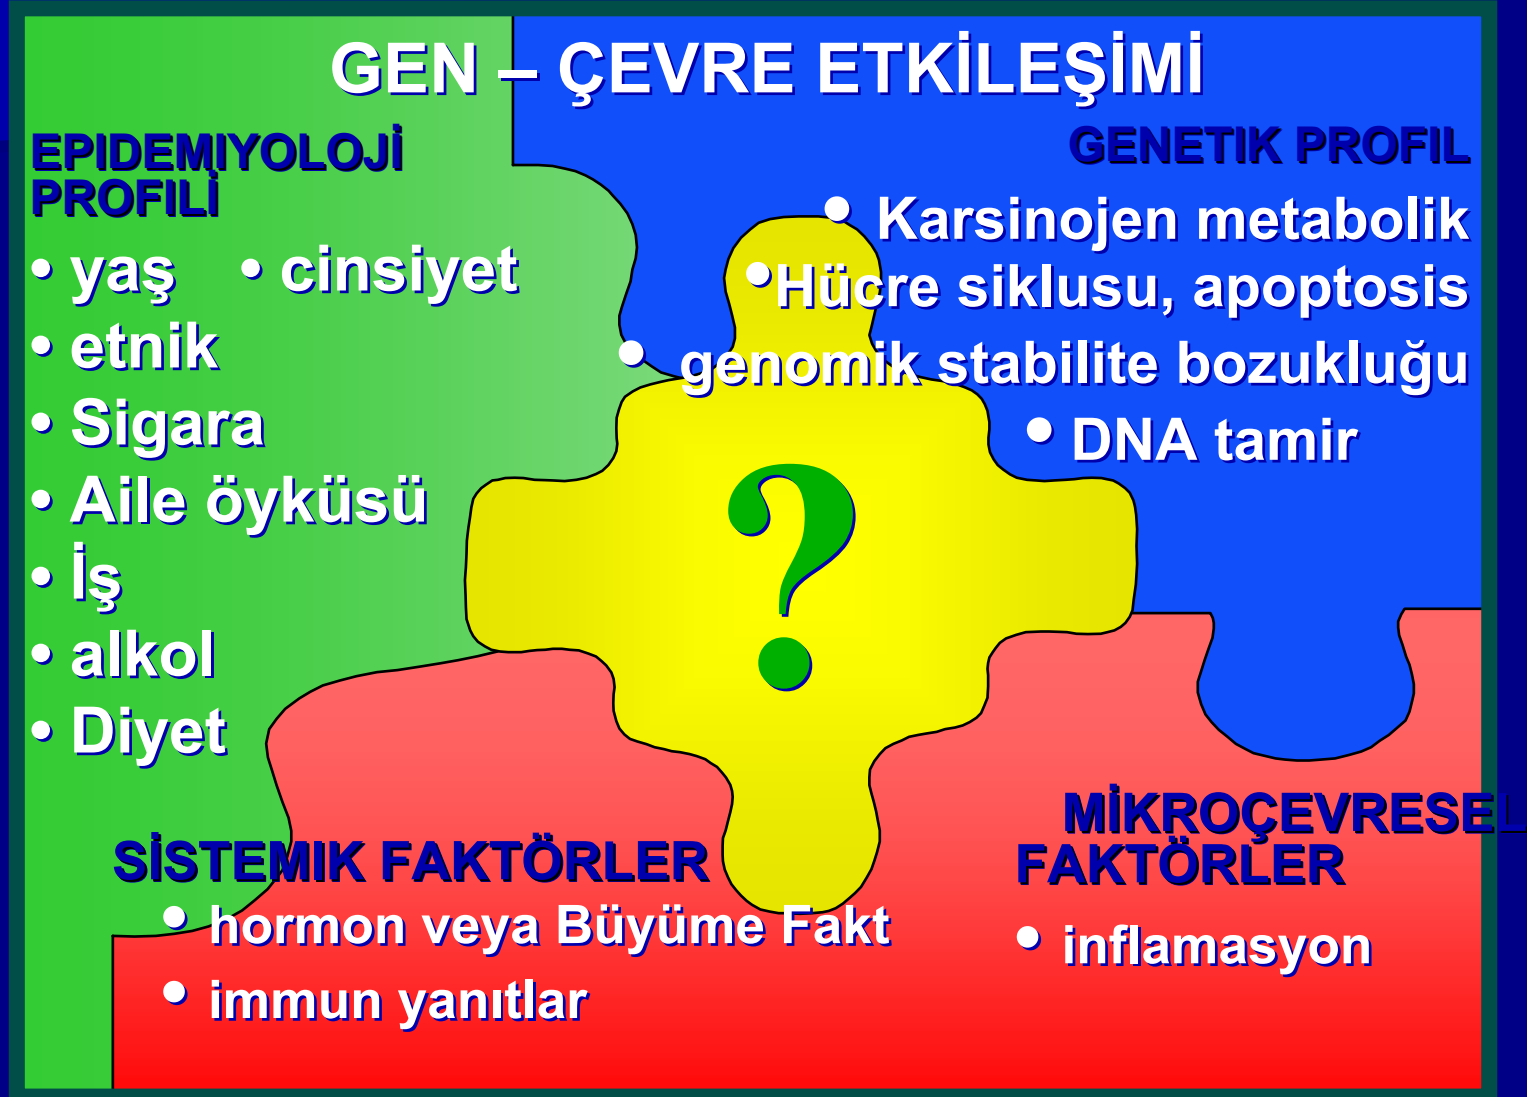 GEN – ÇEVRE ETKİLEŞİMİ
EPIDEMIYOLOJİ
PROFILİ
• yaş • cinsiyet
• etnik
• Sigara
• Aile öyküsü
• İş
• alkol
• Diyet
GENETIK PROFIL
• Karsinojen metabolik
•Hücre siklusu, apoptosis
• genomik stabilite bozukluğu
• DNA tamir
?
SİSTEMIK FAKTÖRLER
• hormon veya Büyüme Fakt
• immun yanıtlar
MİKROÇEVRESEL
FAKTÖRLER
• inflamasyon